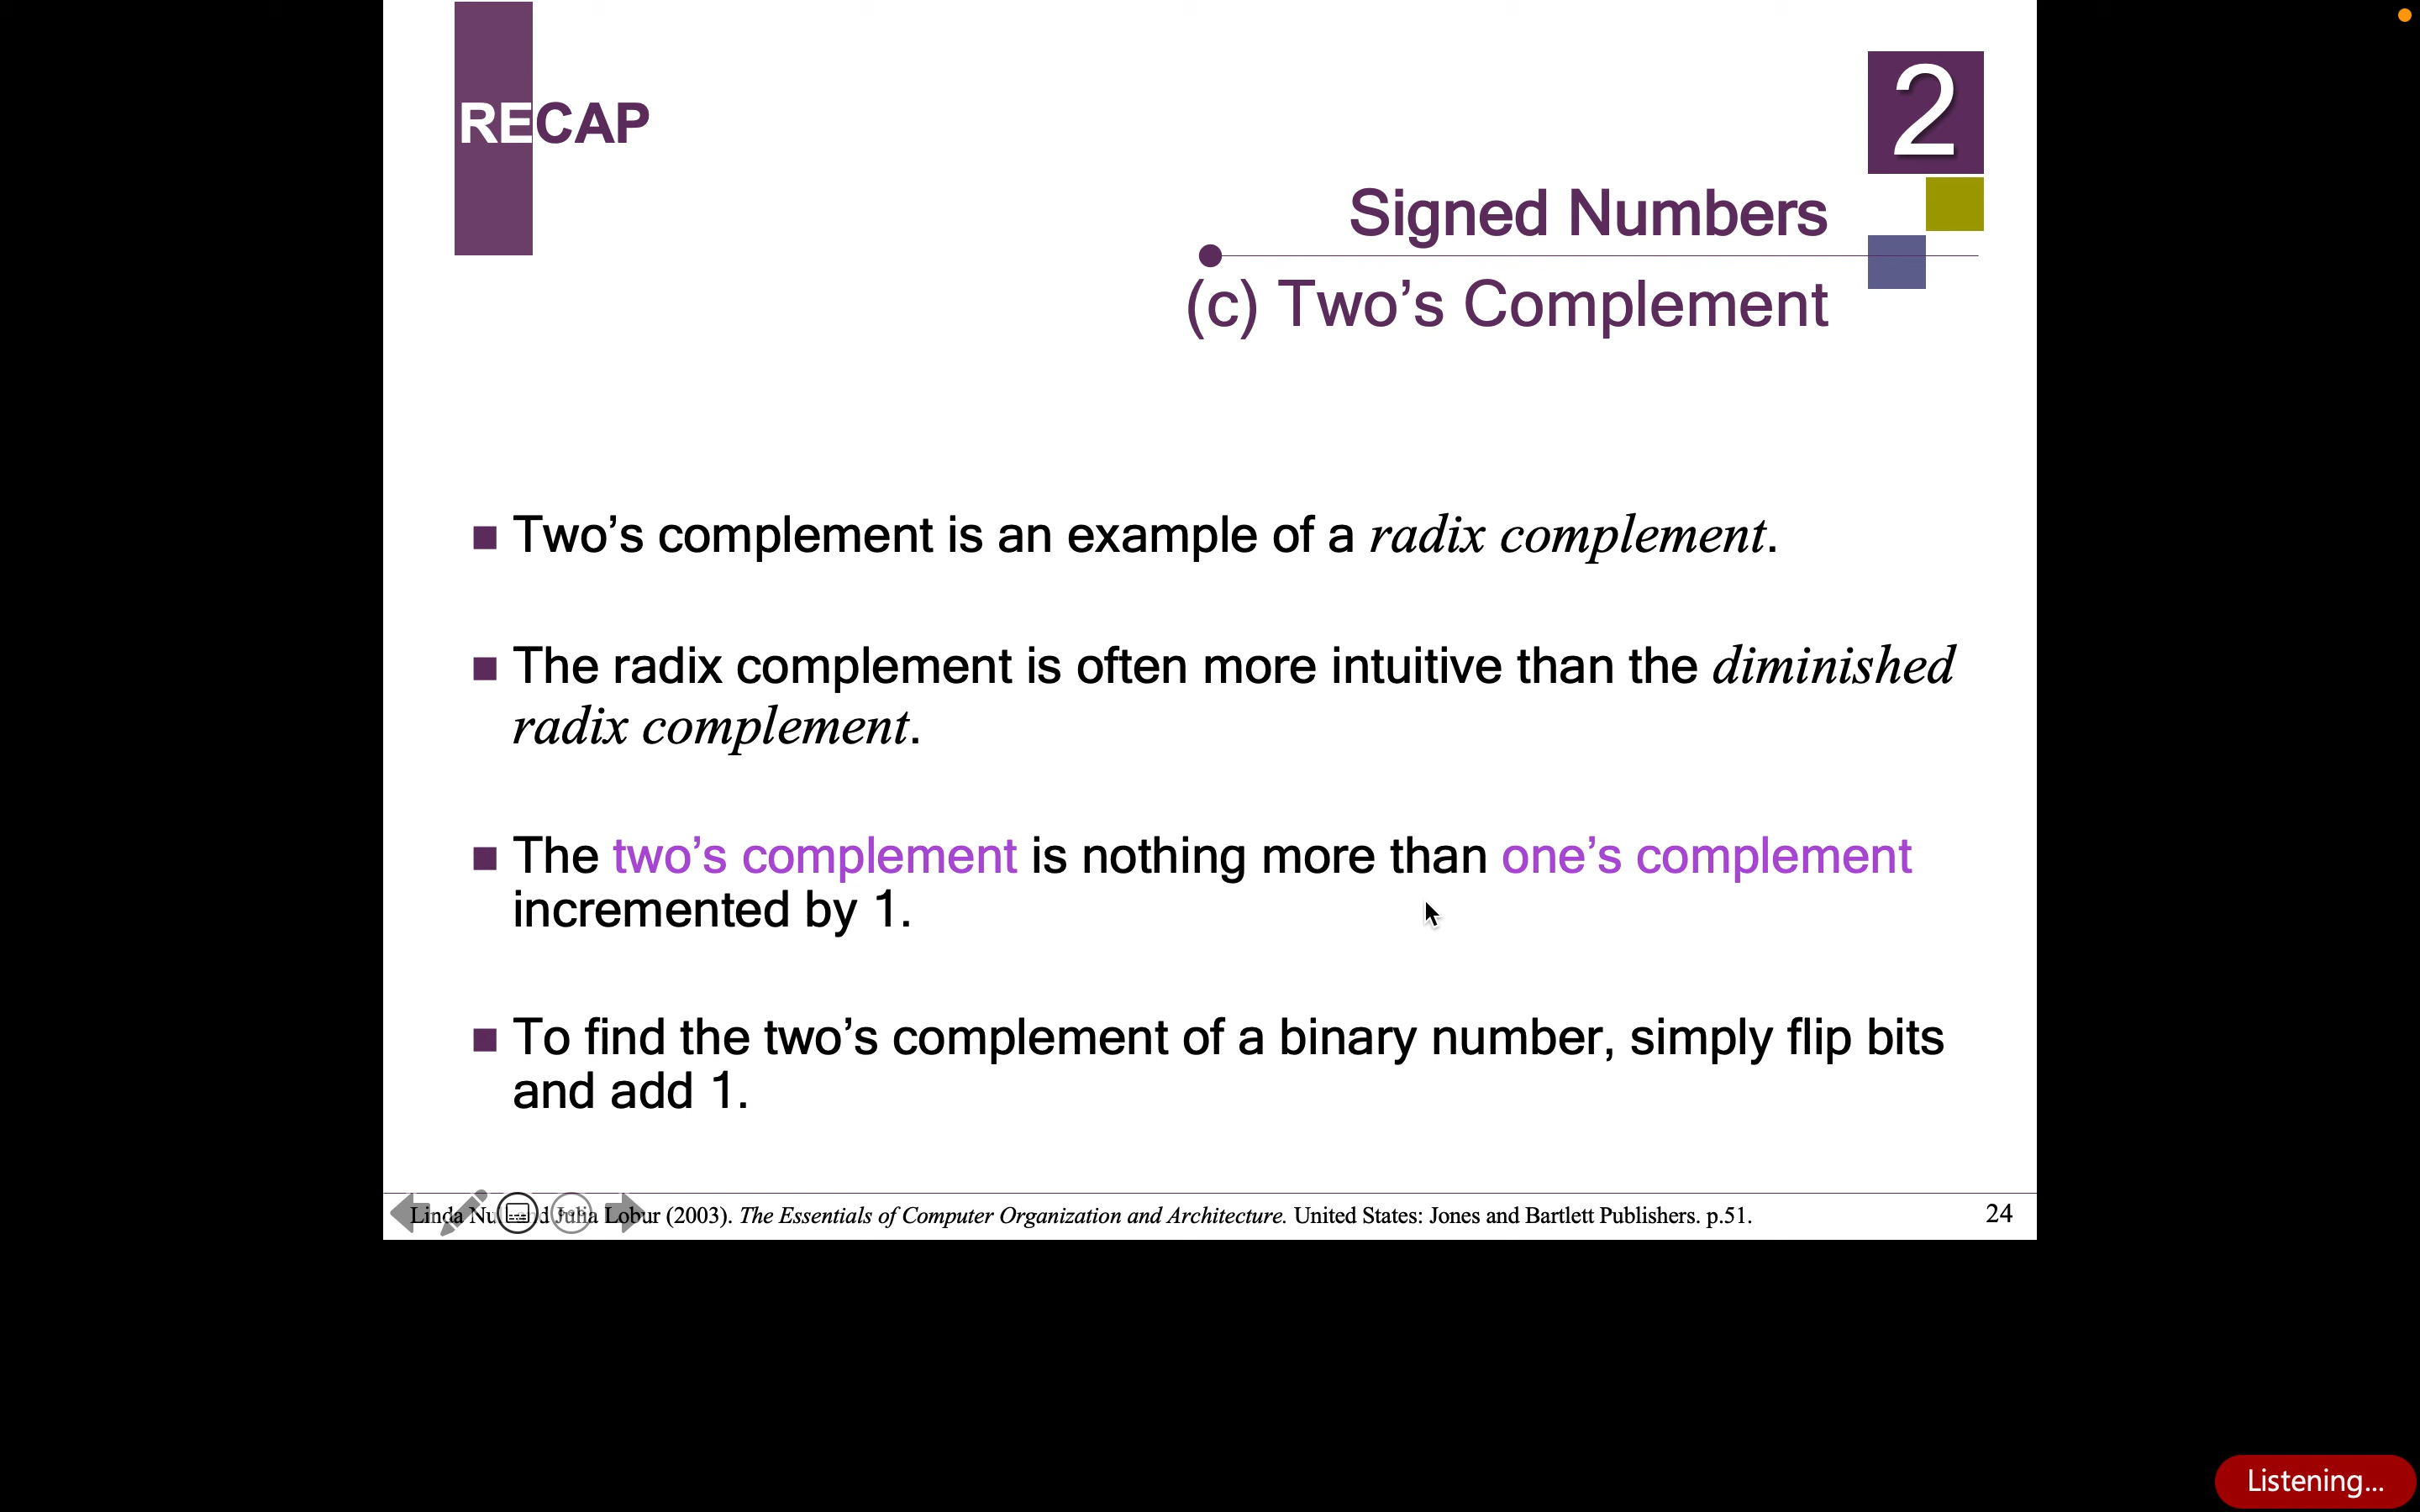 RECAP
2
Signed Numbers
(c) Two’s Complement
■ Two’s complement is an example of a radix complement.
■ The radix complement is often more intuitive than the diminished
radix complement.
■ The two’s complement is nothing more than one’s complement
incremented by 1.
■ To find the two’s complement of a binary number, simply flip bits
and add 1.
Linda Null and Julia Lobur (2003). The Essentials of Computer Organization and Architecture. United States: Jones and Bartlett Publishers. p.51.
24
Listening...